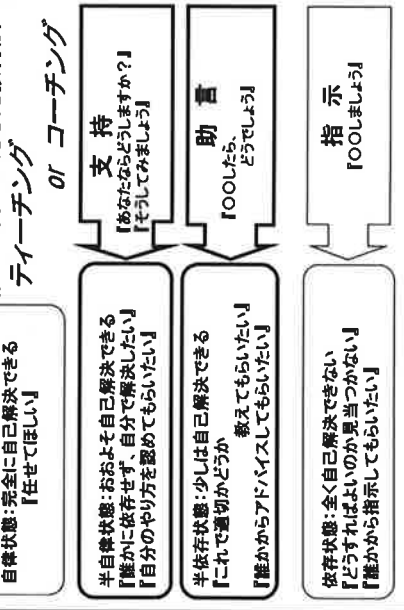 ティーチング
or コーチング
自律状態：完全に自己解決できる
『任せてほしい』
半自律状態：おおよそ自己解決できる
『誰かに依存せず、自分で解決したい』
『自分のやり方を認めてもらいたい』
支 持
『あなたならどうしますか？』
『そうしてみましょう』
半依存状態：少しは自己解決できる
『これで適切かどうか
教えてもらいたい』
『誰かからアドバイスしてもらいたい』
助 言
『○○したら、
どうでしょう』
依存状態：全く自己解決できない
『どうすればよいのか見当つかない』
『誰かから指示してもらいたい』
指 示
『○○しましょう』